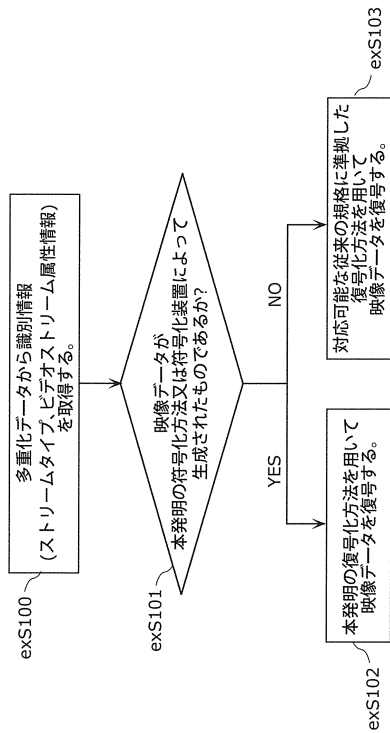 exS100
多重化データから識別情報
(ストリームタイプ、ビデオストリーム属性情報)
を取得する。
exS101
映像データが
本発明の符号化方法又は符号化装置によって
生成されたものであるか?
YES
NO
exS102
本発明の復号化方法を用いて
映像データを復号する。
exS103
対応可能な従来の規格に準拠した
復号化方法を用いて
映像データを復号する。